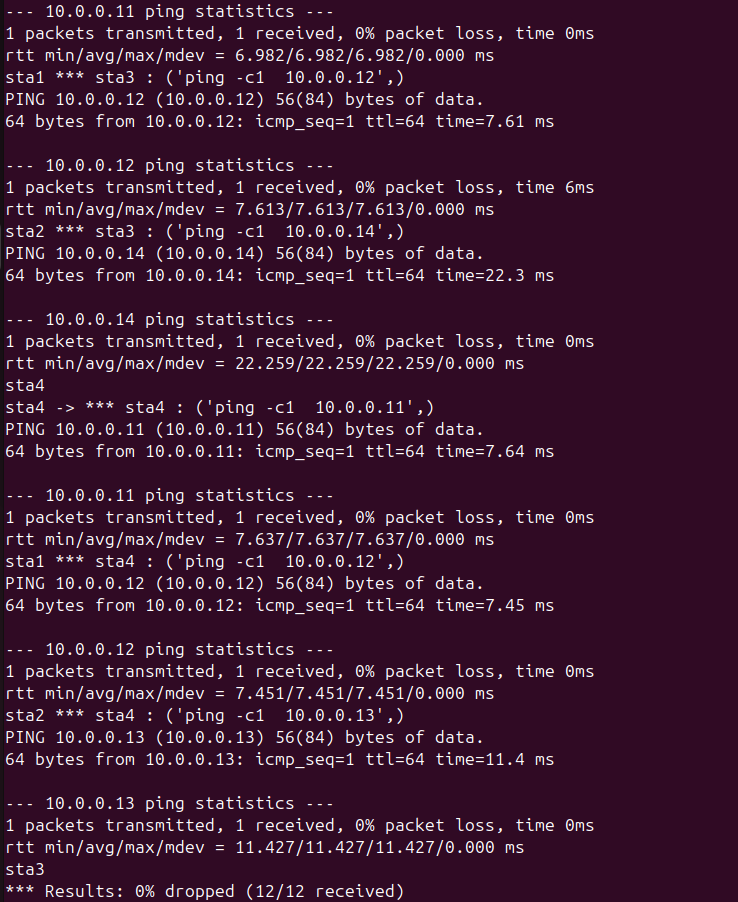 --- 10.0.0.11 ping statistics ---
1 packets transmitted, 1 received, 0% packet loss, time 0ms
rtt min/avg/max/mdev = 6.982/6.982/6.982/0.000 ms
sta1 *** sta3 : ('ping -c1  10.0.0.12',)
PING 10.0.0.12 (10.0.0.12) 56(84) bytes of data.
64 bytes from 10.0.0.12: icmp_seq=1 ttl=64 time=7.61 ms

--- 10.0.0.12 ping statistics ---
1 packets transmitted, 1 received, 0% packet loss, time 6ms
rtt min/avg/max/mdev = 7.613/7.613/7.613/0.000 ms
sta2 *** sta3 : ('ping -c1  10.0.0.14',)
PING 10.0.0.14 (10.0.0.14) 56(84) bytes of data.
64 bytes from 10.0.0.14: icmp_seq=1 ttl=64 time=22.3 ms

--- 10.0.0.14 ping statistics ---
1 packets transmitted, 1 received, 0% packet loss, time 0ms
rtt min/avg/max/mdev = 22.259/22.259/22.259/0.000 ms
sta4
sta4 -> *** sta4 : ('ping -c1  10.0.0.11',)
PING 10.0.0.11 (10.0.0.11) 56(84) bytes of data.
64 bytes from 10.0.0.11: icmp_seq=1 ttl=64 time=7.64 ms

--- 10.0.0.11 ping statistics ---
1 packets transmitted, 1 received, 0% packet loss, time 0ms
rtt min/avg/max/mdev = 7.637/7.637/7.637/0.000 ms
sta1 *** sta4 : ('ping -c1  10.0.0.12',)
PING 10.0.0.12 (10.0.0.12) 56(84) bytes of data.
64 bytes from 10.0.0.12: icmp_seq=1 ttl=64 time=7.45 ms

--- 10.0.0.12 ping statistics ---
1 packets transmitted, 1 received, 0% packet loss, time 0ms
rtt min/avg/max/mdev = 7.451/7.451/7.451/0.000 ms
sta2 *** sta4 : ('ping -c1  10.0.0.13',)
PING 10.0.0.13 (10.0.0.13) 56(84) bytes of data.
64 bytes from 10.0.0.13: icmp_seq=1 ttl=64 time=11.4 ms

--- 10.0.0.13 ping statistics ---
1 packets transmitted, 1 received, 0% packet loss, time 0ms
rtt min/avg/max/mdev = 11.427/11.427/11.427/0.000 ms
sta3
*** Results: 0% dropped (12/12 received)